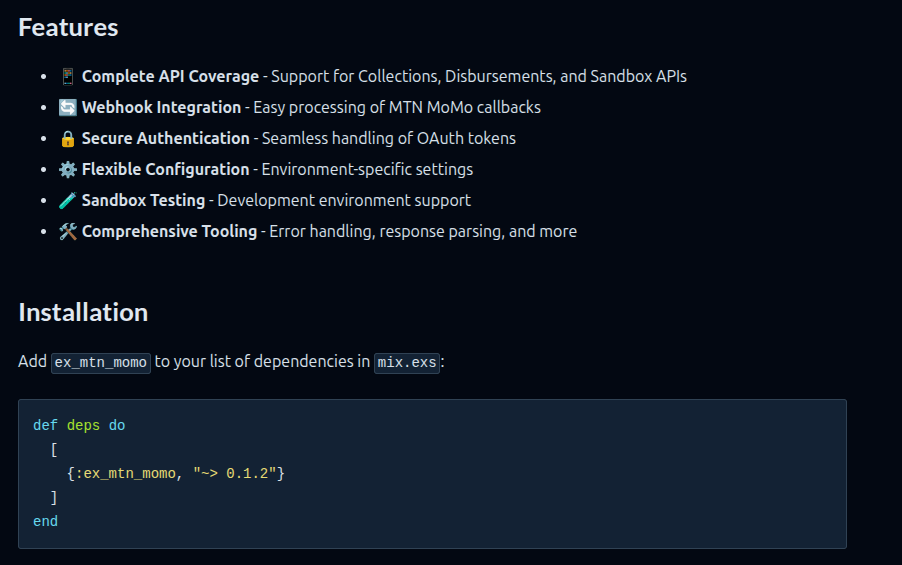 Features
• 📱 Complete API Coverage - Support for Collections, Disbursements, and Sandbox APIs
• 🔄 Webhook Integration - Easy processing of MTN MoMo callbacks
• 🔒 Secure Authentication - Seamless handling of OAuth tokens
• ⚙️ Flexible Configuration - Environment-specific settings
• 🧪 Sandbox Testing - Development environment support
• 🛠️ Comprehensive Tooling - Error handling, response parsing, and more
Installation
Add ex_mtn_momo to your list of dependencies in mix.exs:
def deps do
  [
    {:ex_mtn_momo, "~> 0.1.2"}
  ]
end